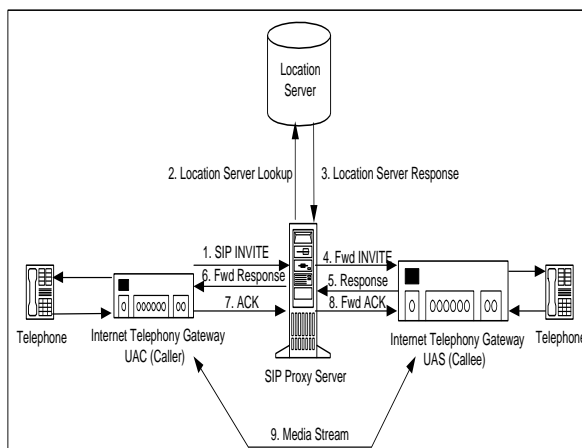 Location
Server
2. Location Server Lookup
3. Location Server Response
1. SIP INVITE
4. Fwd INVITE
6. Fwd Response
5. Response
7. ACK
8. Fwd ACK
Telephone
Internet Telephony Gateway
UAC (Caller)
SIP Proxy Server
Internet Telephony Gateway
UAS (Callee)
Telephone
9. Media Stream